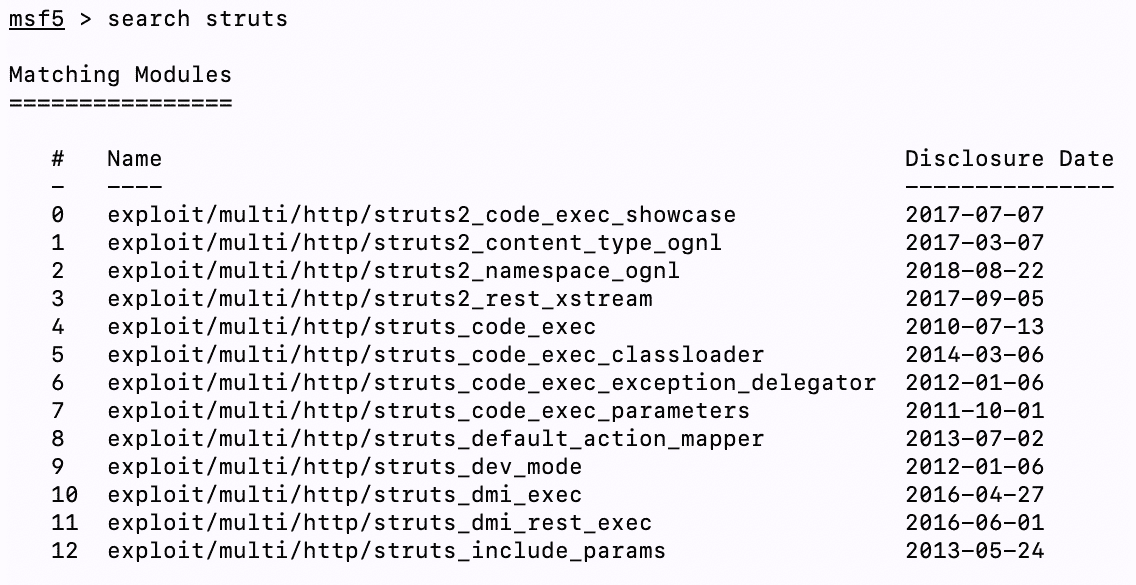 msf5 > search struts
Matching Modules
================
# Name Disclosure Date
- ---- ---------------
0 exploit/multi/http/struts2_code_exec_showcase 2017-07-07
1 exploit/multi/http/struts2_content_type_ognl 2017-03-07
2 exploit/multi/http/struts2_namespace_ognl 2018-08-22
3 exploit/multi/http/struts2_rest_xstream 2017-09-05
4 exploit/multi/http/struts_code_exec 2010-07-13
5 exploit/multi/http/struts_code_exec_classloader 2014-03-06
6 exploit/multi/http/struts_code_exec_exception_delegator 2012-01-06
7 exploit/multi/http/struts_code_exec_parameters 2011-10-01
8 exploit/multi/http/struts_default_action_mapper 2013-07-02
9 exploit/multi/http/struts_dev_mode 2012-01-06
10 exploit/multi/http/struts_dmi_exec 2016-04-27
11 exploit/multi/http/struts_dmi_rest_exec 2016-06-01
12 exploit/multi/http/struts_include_params 2013-05-24